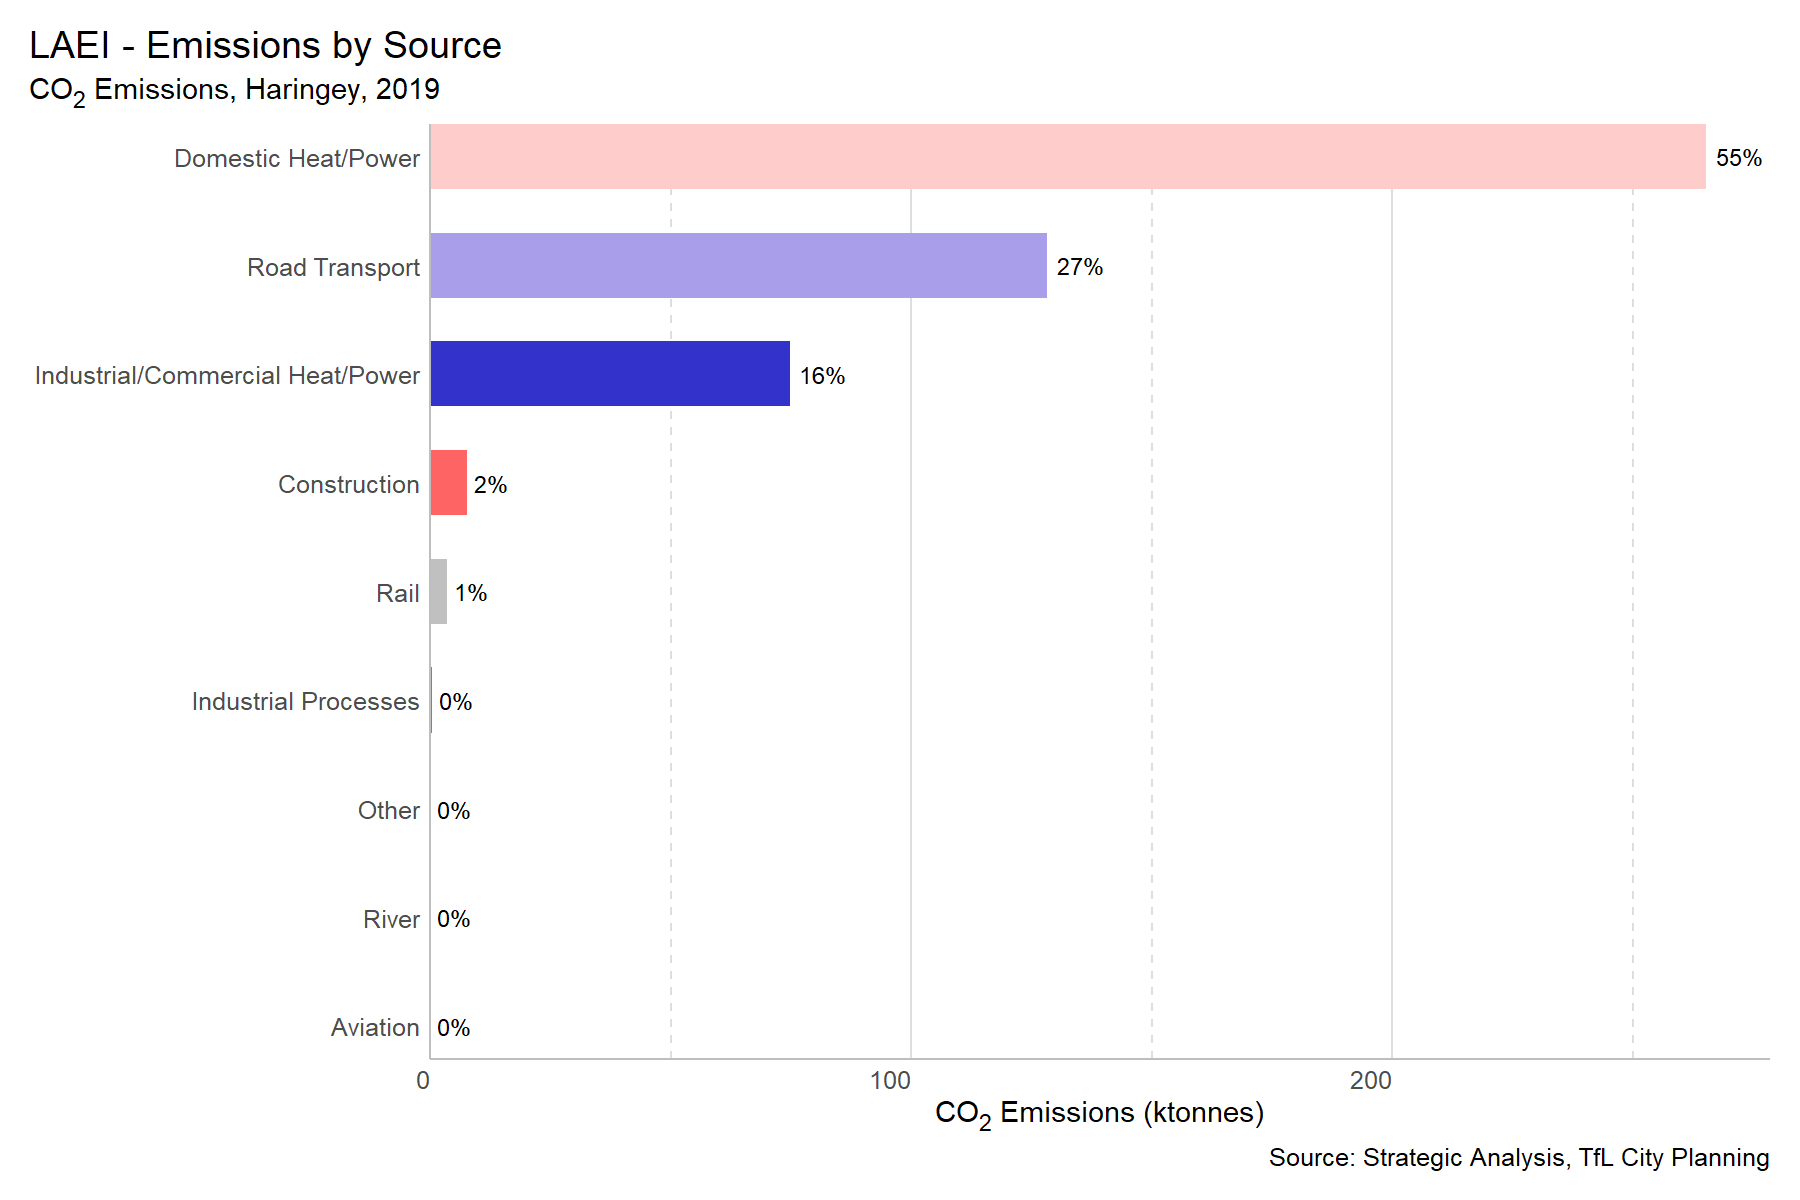 LAEI - Emissions by Source
CO₂ Emissions, Haringey, 2019
Domestic Heat/Power 55%
Road Transport 27%
Industrial/Commercial Heat/Power 16%
Construction 2%
Rail 1%
Industrial Processes 0%
Other 0%
River 0%
Aviation 0%
0 100 200
CO₂ Emissions (ktonnes)
Source: Strategic Analysis, TfL City Planning